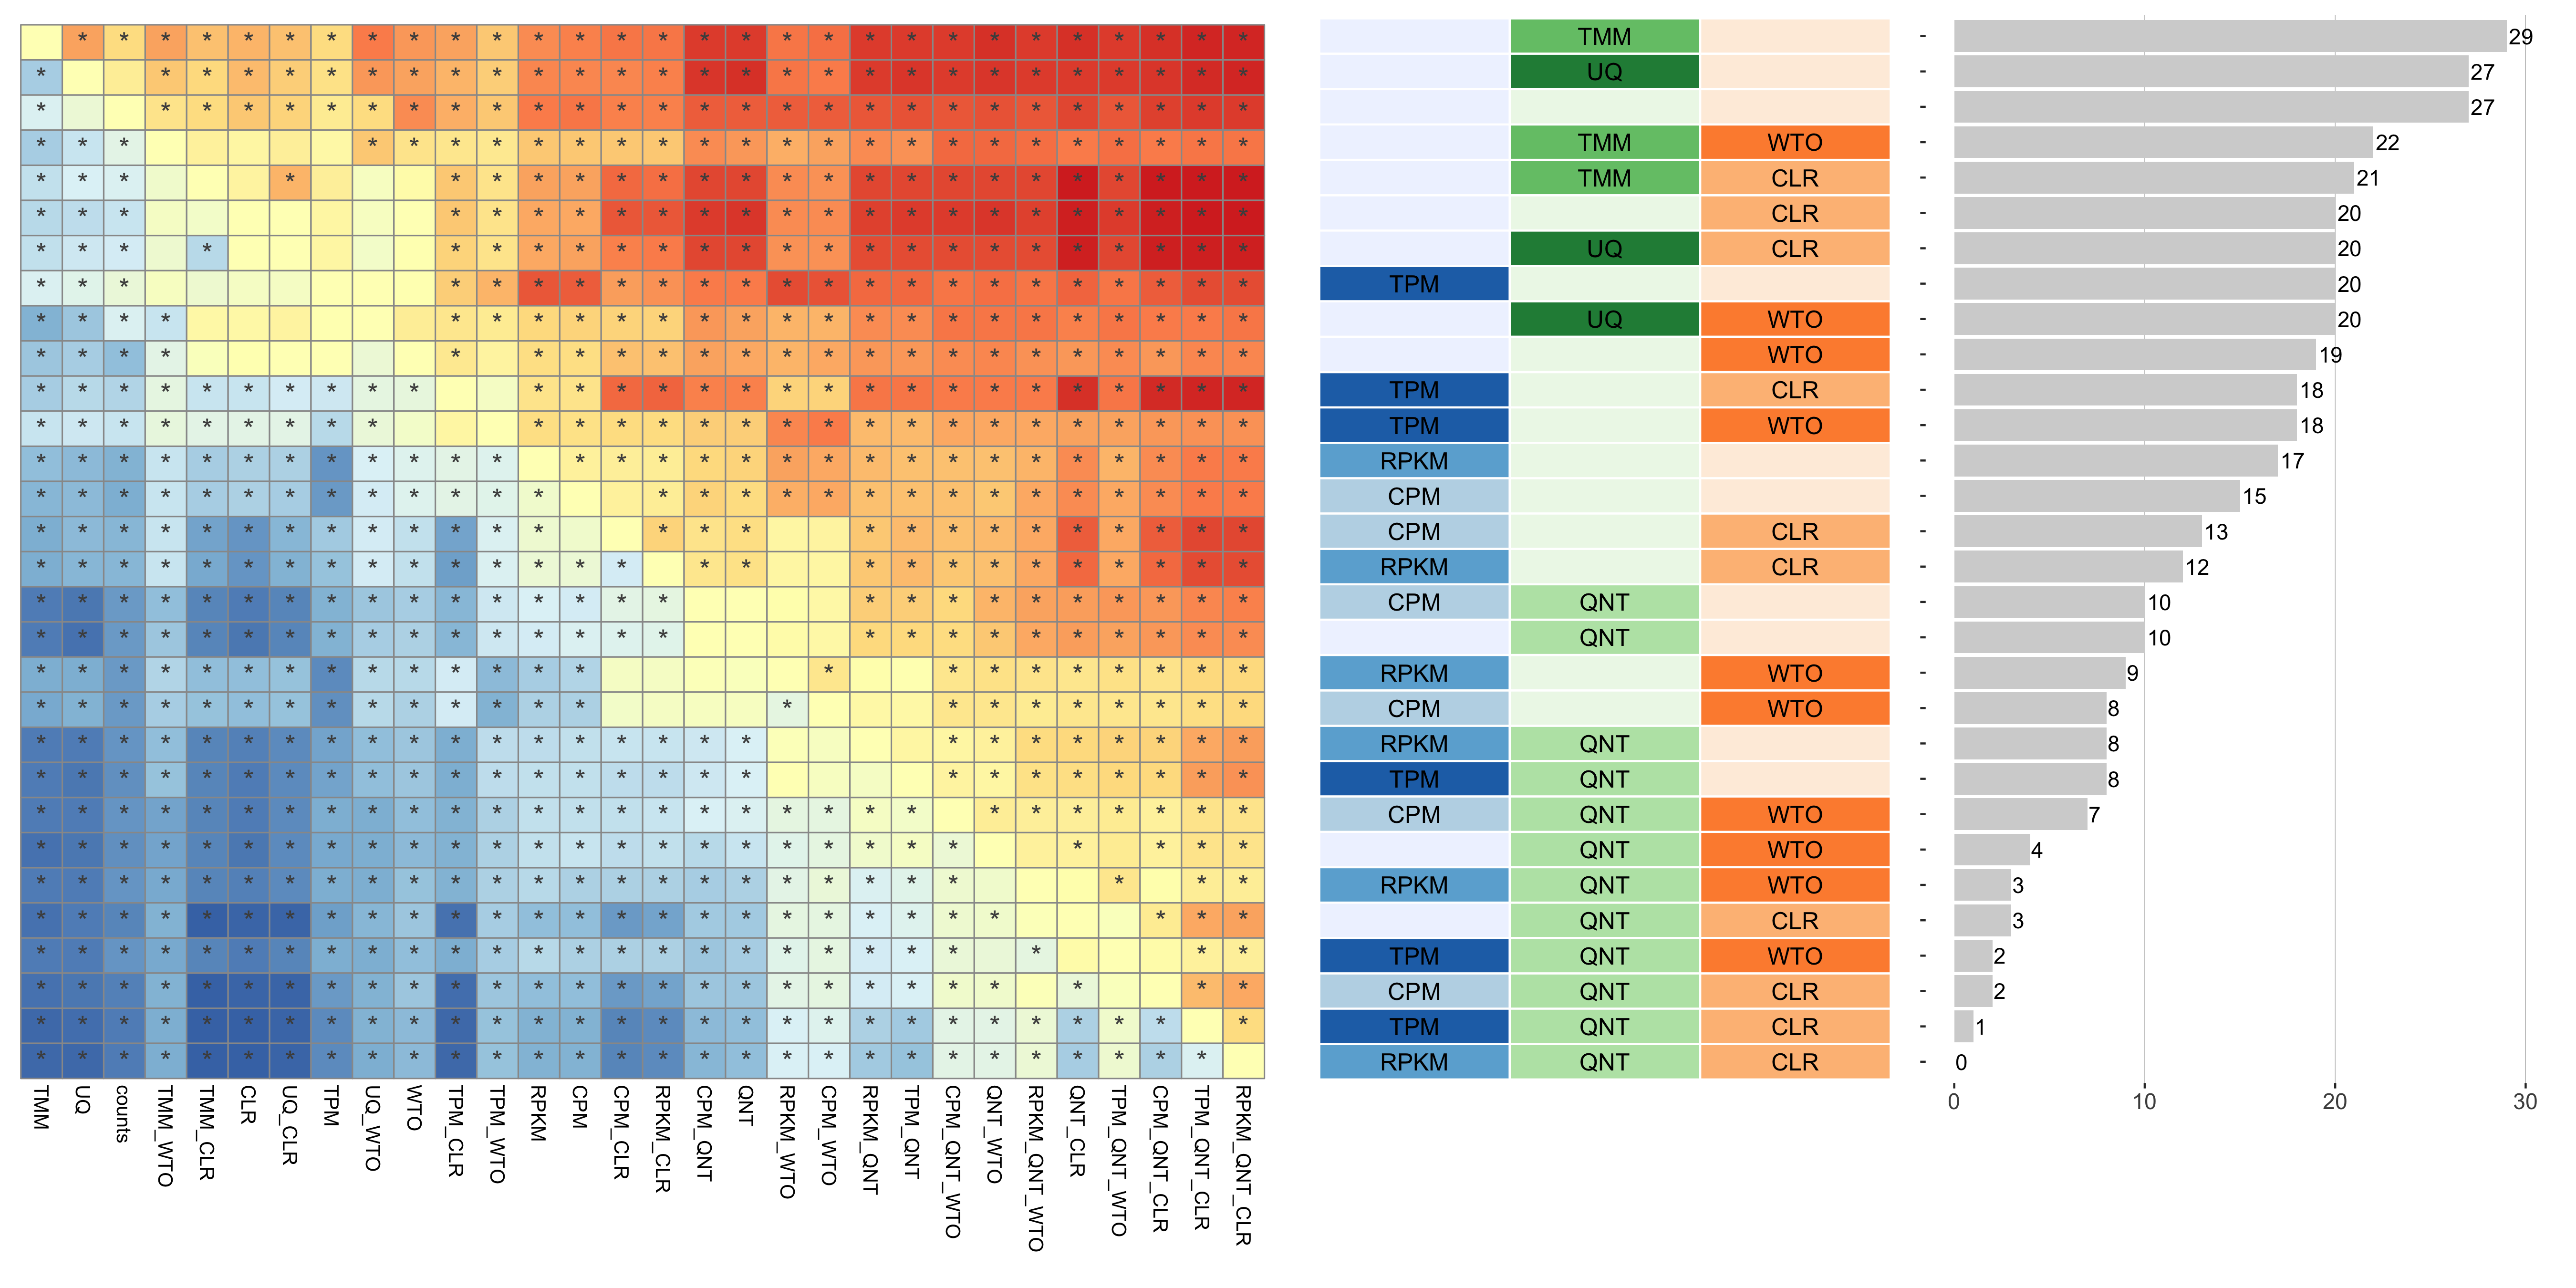 TMM - 29
UQ - 27
- 27
TMM WTO - 22
TMM CLR - 21
CLR - 20
UQ CLR - 20
TPM - 20
UQ WTO - 20
WTO - 19
TPM CLR - 18
TPM WTO - 18
RPKM - 17
CPM - 15
CPM CLR - 13
RPKM CLR - 12
CPM QNT - 10
QNT - 10
RPKM WTO - 9
CPM WTO - 8
RPKM QNT - 8
TPM QNT - 8
CPM QNT WTO - 7
QNT WTO - 4
RPKM QNT WTO - 3
QNT CLR - 3
TPM QNT WTO - 2
CPM QNT CLR - 2
TPM QNT CLR - 1
RPKM QNT CLR - 0
0 10 20 30
TMM
UQ
counts
TMM_WTO
TMM_CLR
CLR
UQ_CLR
TPM
UQ_WTO
WTO
TPM_CLR
TPM_WTO
RPKM
CPM
CPM_CLR
RPKM_CLR
CPM_QNT
QNT
RPKM_WTO
CPM_WTO
RPKM_QNT
TPM_QNT
CPM_QNT_WTO
QNT_WTO
RPKM_QNT_WTO
QNT_CLR
TPM_QNT_WTO
CPM_QNT_CLR
TPM_QNT_CLR
RPKM_QNT_CLR